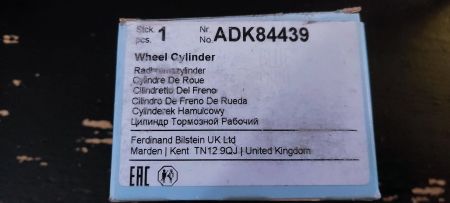 Stck. pcs. 1 Nr. No. ADK84439
Wheel Cylinder
Radbremszylinder
Cylindre De Roue
Cilindretto Del Freno
Cilindro De Freno De Rueda
Cylinderek Hamulcowy
Цилиндр Тормозной Рабочий
Ferdinand Bilstein UK Ltd
Marden | Kent TN12 9QJ | United Kingdom
EAC